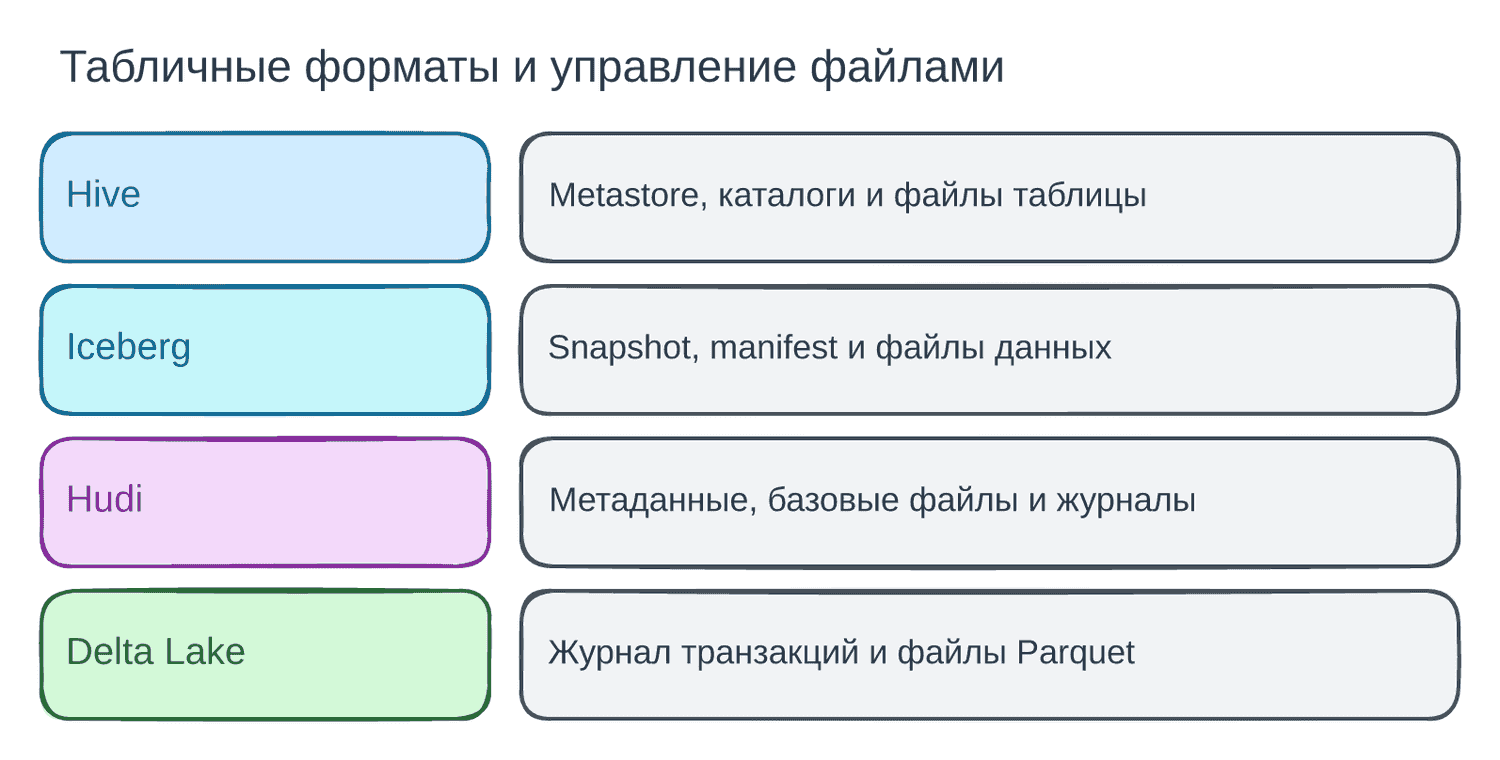 Табличные форматы и управление файлами
Hive
Metastore, каталоги и файлы таблицы
Iceberg
Snapshot, manifest и файлы данных
Hudi
Метаданные, базовые файлы и журналы
Delta Lake
Журнал транзакций и файлы Parquet